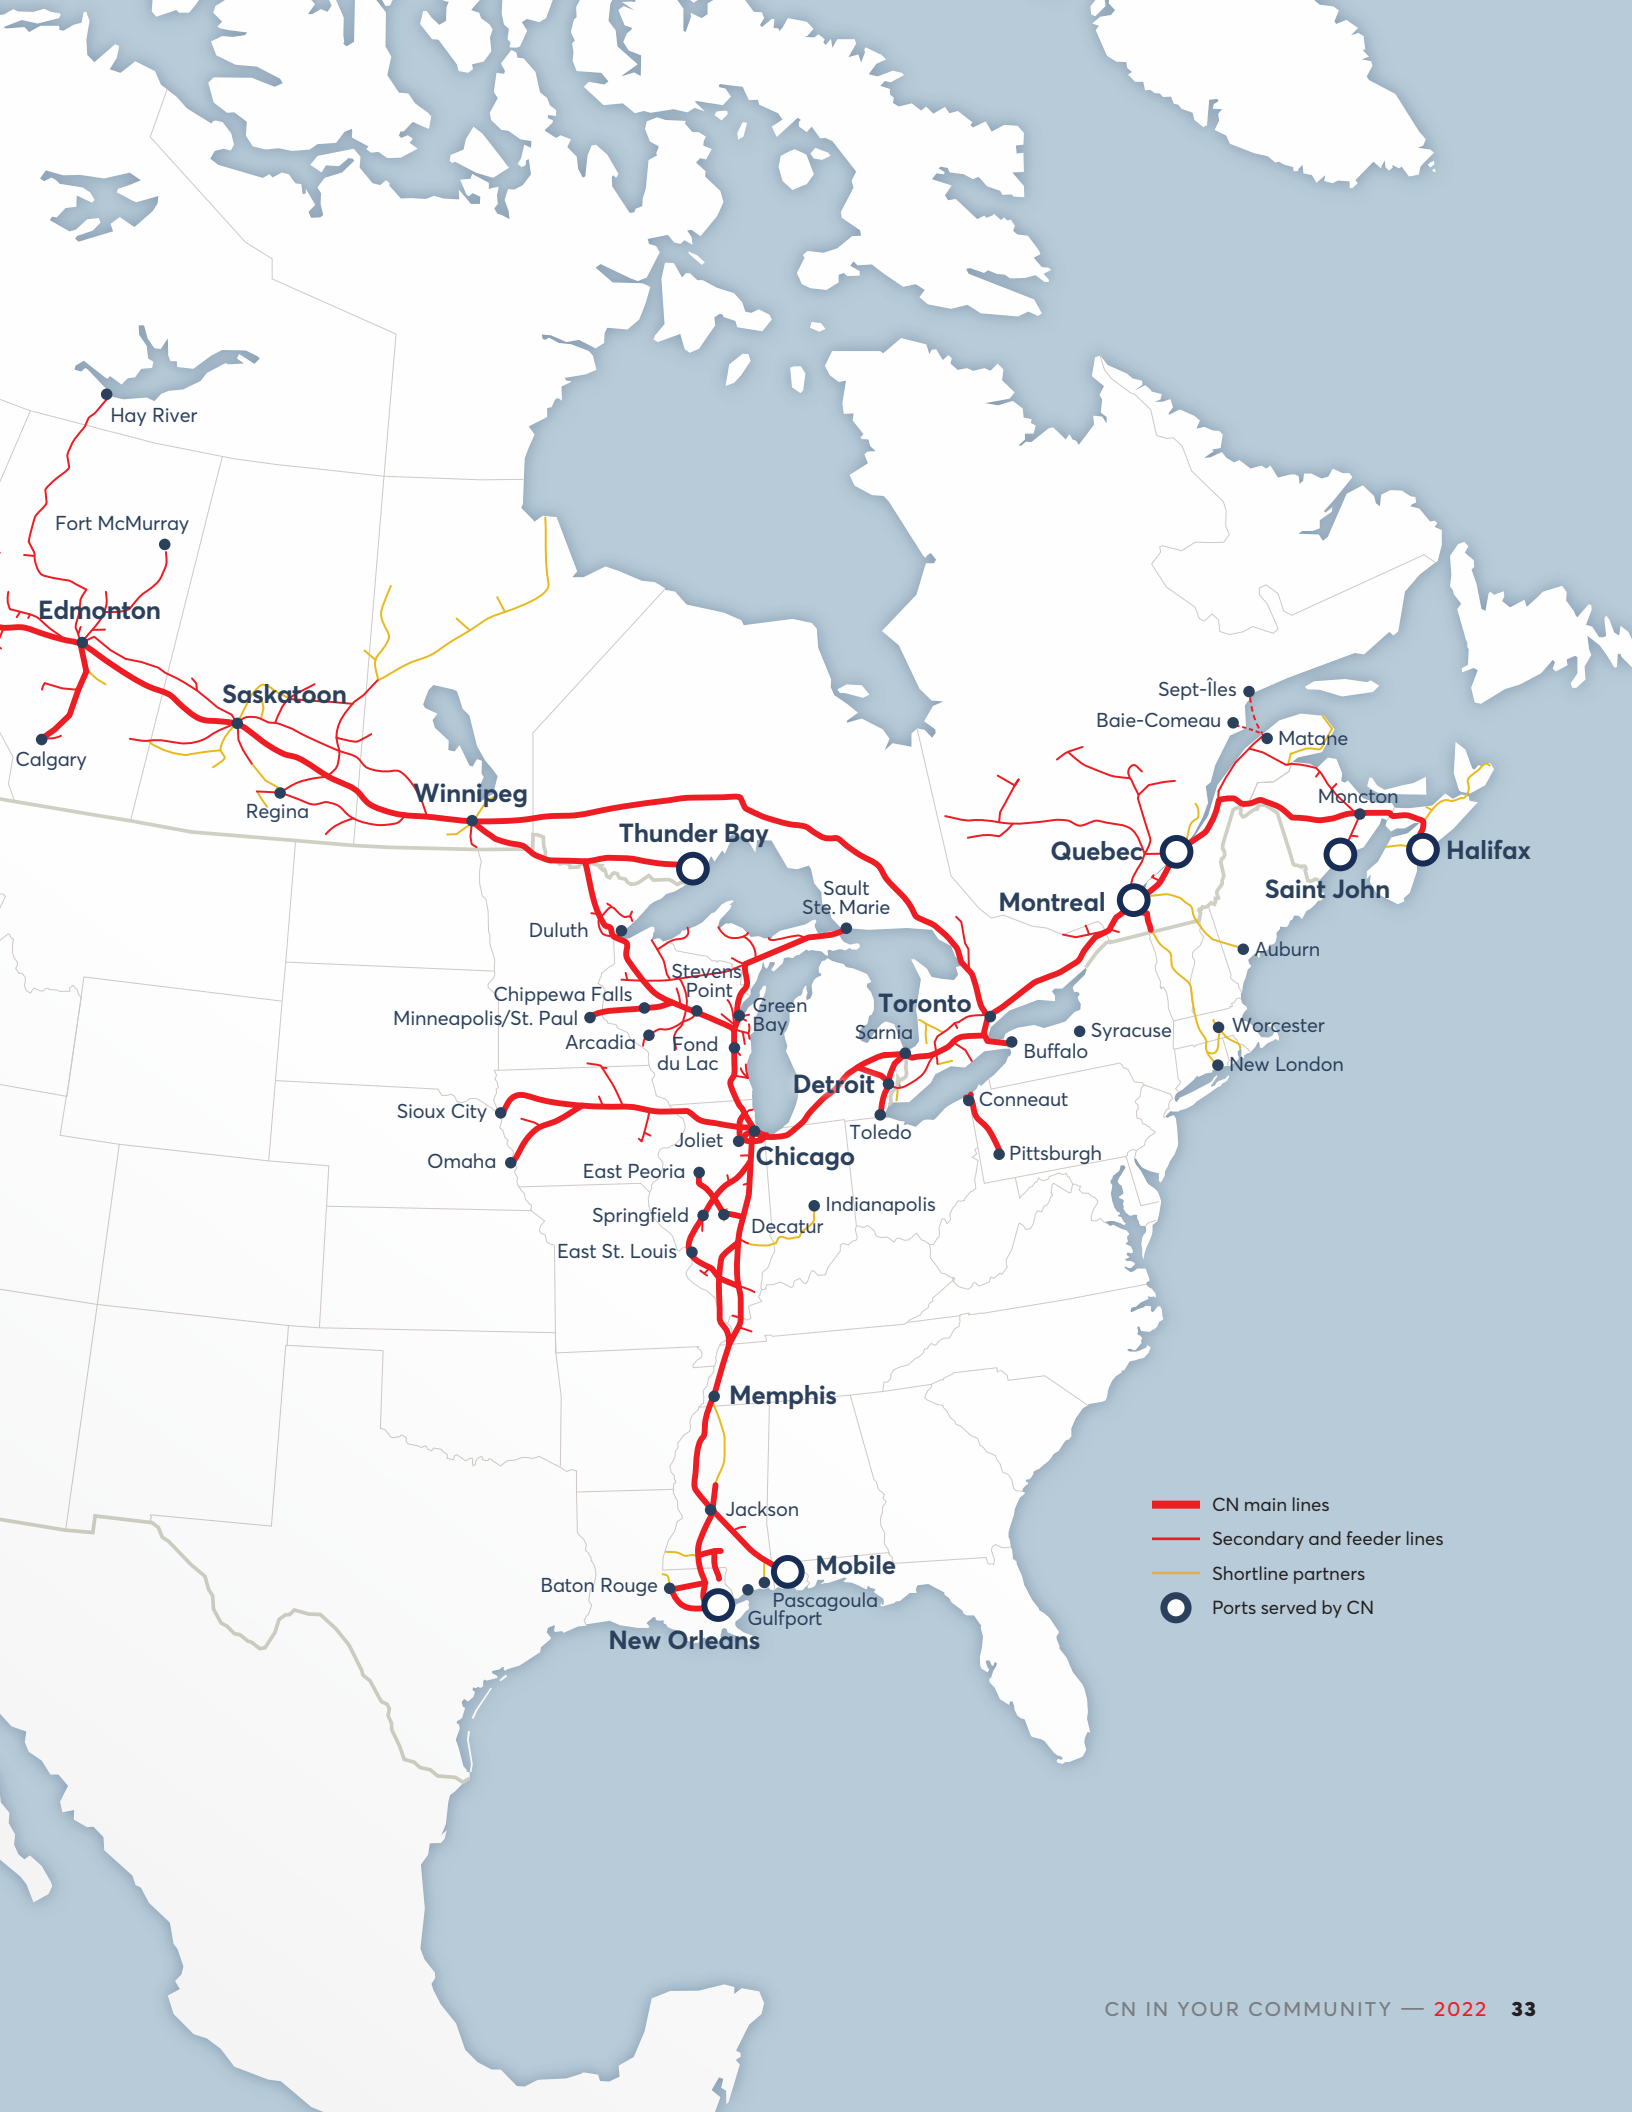 Hay River
Fort McMurray
Edmonton
Saskatoon
Calgary
Regina
Winnipeg
Thunder Bay
Sault
Ste. Marie
Duluth
Stevens
Point
Chippewa Falls
Minneapolis/St. Paul
Arcadia
Green
Bay
Fond
du Lac
Sioux City
Omaha
Joliet
Chicago
East Peoria
Springfield
Decatur
Indianapolis
East St. Louis
Memphis
Jackson
Mobile
Baton Rouge
Pascagoula
Gulfport
New Orleans
Sept-Îles
Baie-Comeau
Matane
Moncton
Quebec
Halifax
Saint John
Montreal
Auburn
Toronto
Sarnia
Syracuse
Worcester
Buffalo
New London
Detroit
Conneaut
Toledo
Pittsburgh
CN main lines
Secondary and feeder lines
Shortline partners
Ports served by CN
CN IN YOUR COMMUNITY — 2022 33